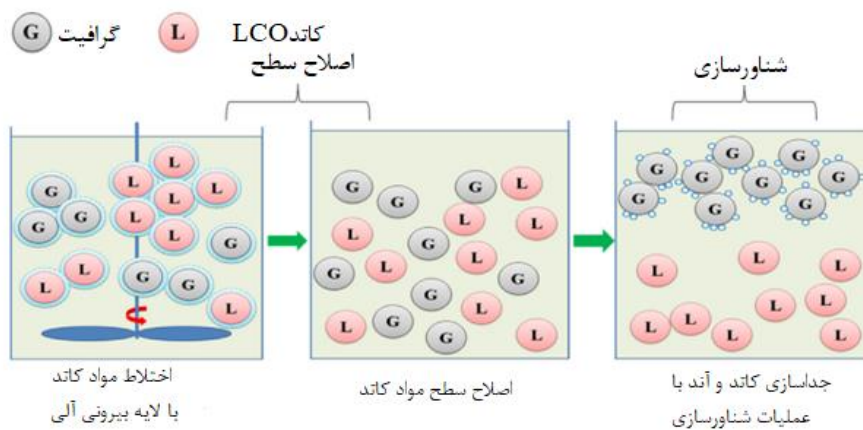 G گرافیت L کاتدLCO
اصلاح سطح
شناورسازی
L
L L L
G L
G G L L
G
L L G G
L
G G L
L
L G L
G L G
G L
L G L
G L
G G G
G G G
G G
L L L
L L L
L L L
اختلاط مواد کاتد
با لایه بیرونی آلی
اصلاح سطح مواد کاتد
جداسازی کاتد و آند با
عملیات شناورسازی